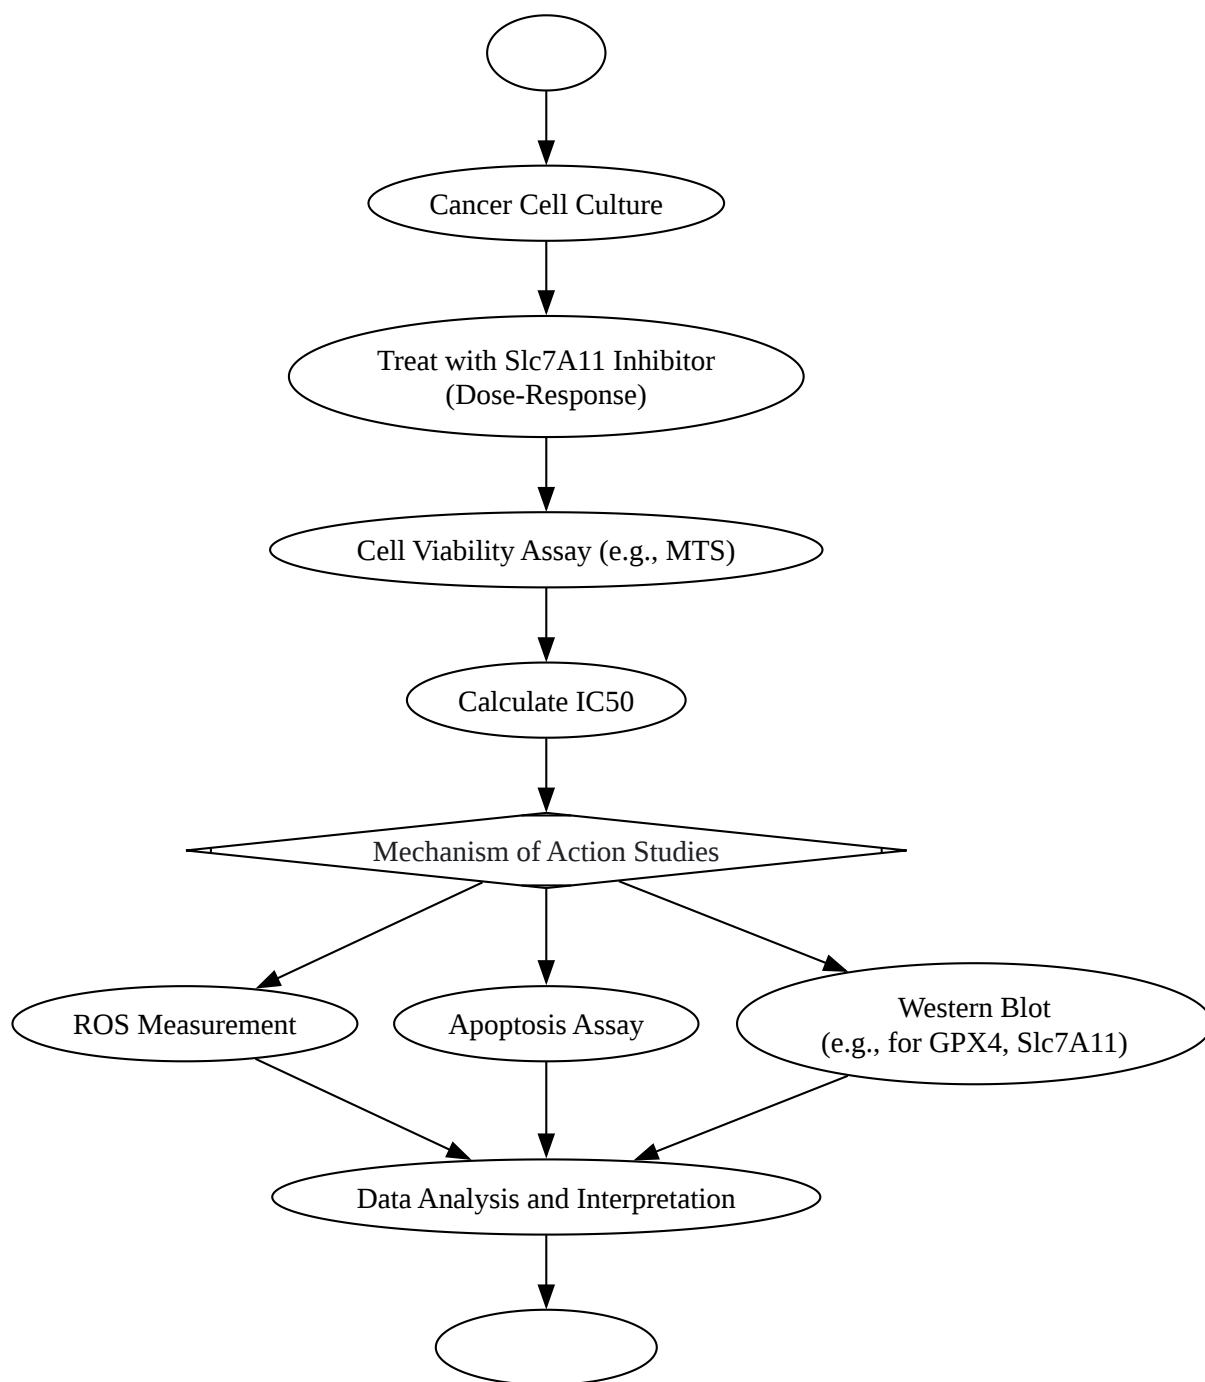 Cancer Cell Culture
Treat with Slc7A11 Inhibitor
(Dose-Response)
Cell Viability Assay (e.g., MTS)
Calculate IC50
Mechanism of Action Studies
ROS Measurement
Apoptosis Assay
Western Blot
(e.g., for GPX4, Slc7A11)
Data Analysis and Interpretation